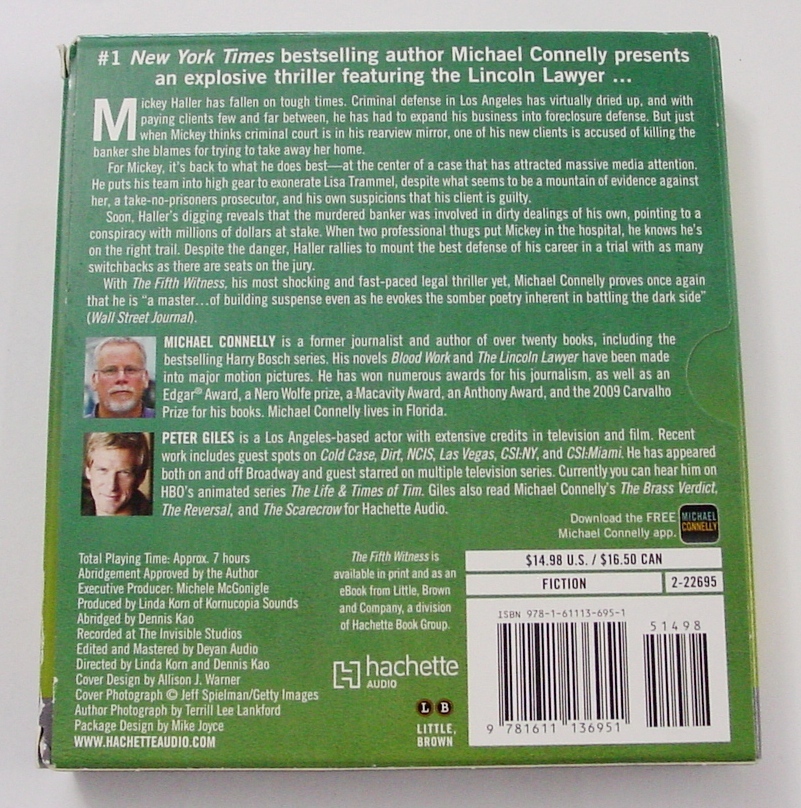 #1 New York Times bestselling author Michael Connelly presents
an explosive thriller featuring the Lincoln Lawyer ...
Mickey Haller has fallen on tough times. Criminal defense in Los Angeles has virtually dried up, and with
paying clients few and far between, he has had to expand his business into foreclosure defense. But just
when Mickey thinks criminal court is in his rearview mirror, one of his new clients is accused of killing the
banker she blames for trying to take away her home.
For Mickey, it's back to what he does best—at the center of a case that has attracted massive media attention.
He puts his team into high gear to exonerate Lisa Trammel, despite what seems to be a mountain of evidence against
her, a take-no-prisoners prosecutor, and his own suspicions that his client is guilty.
Soon, Haller's digging reveals that the murdered banker was involved in dirty dealings of his own, pointing to a
conspiracy with millions of dollars at stake. When two professional thugs put Mickey in the hospital, he knows he's
on the right trail. Despite the danger, Haller rallies to mount the best defense of his career in a trial with as many
switchbacks as there are seats on the jury.
With The Fifth Witness, his most shocking and fast-paced legal thriller yet, Michael Connelly proves once again
that he is “a master...of building suspense even as he evokes the somber poetry inherent in battling the dark side”
(Wall Street Journal).
MICHAEL CONNELLY is a former journalist and author of over twenty books, including the
bestselling Harry Bosch series. His novels Blood Work and The Lincoln Lawyer have been made
into major motion pictures. He has won numerous awards for his journalism, as well as an
Edgar® Award, a Nero Wolfe prize, a Macavity Award, an Anthony Award, and the 2009 Carvalho
Prize for his books. Michael Connelly lives in Florida.
PETER GILES is a Los Angeles-based actor with extensive credits in television and film. Recent
work includes guest spots on Cold Case, Dirt, NCIS, Las Vegas, CSI:NY, and CSI:Miami. He has appeared
both on and off Broadway and guest starred on multiple television series. Currently you can hear him on
HBO's animated series The Life & Times of Tim. Giles also read Michael Connelly's The Brass Verdict,
The Reversal, and The Scarecrow for Hachette Audio.
Download the FREE
Michael Connelly app.
MICHAEL
CONNELLY
Total Playing Time: Approx. 7 hours
Abridgement Approved by the Author
Executive Producer: Michele McGonigle
Produced by Linda Korn of Kornucopia Sounds
Abridged by Dennis Kao
Recorded at The Invisible Studios
Edited and Mastered by Deyan Audio
Directed by Linda Korn and Dennis Kao
Cover Design by Allison J. Warner
Cover Photograph © Jeff Spielman/Getty Images
Author Photograph by Terrill Lee Lankford
Package Design by Mike Joyce
WWW.HACHETTEAUDIO.COM
The Fifth Witness is
available in print and as an
eBook from Little, Brown
and Company, a division
of Hachette Book Group.
hachette
AUDIO
L B
LITTLE,
BROWN
$14.98 U.S. / $16.50 CAN
FICTION 2-22695
ISBN 978-1-61113-695-1
51498
9 781611 136951